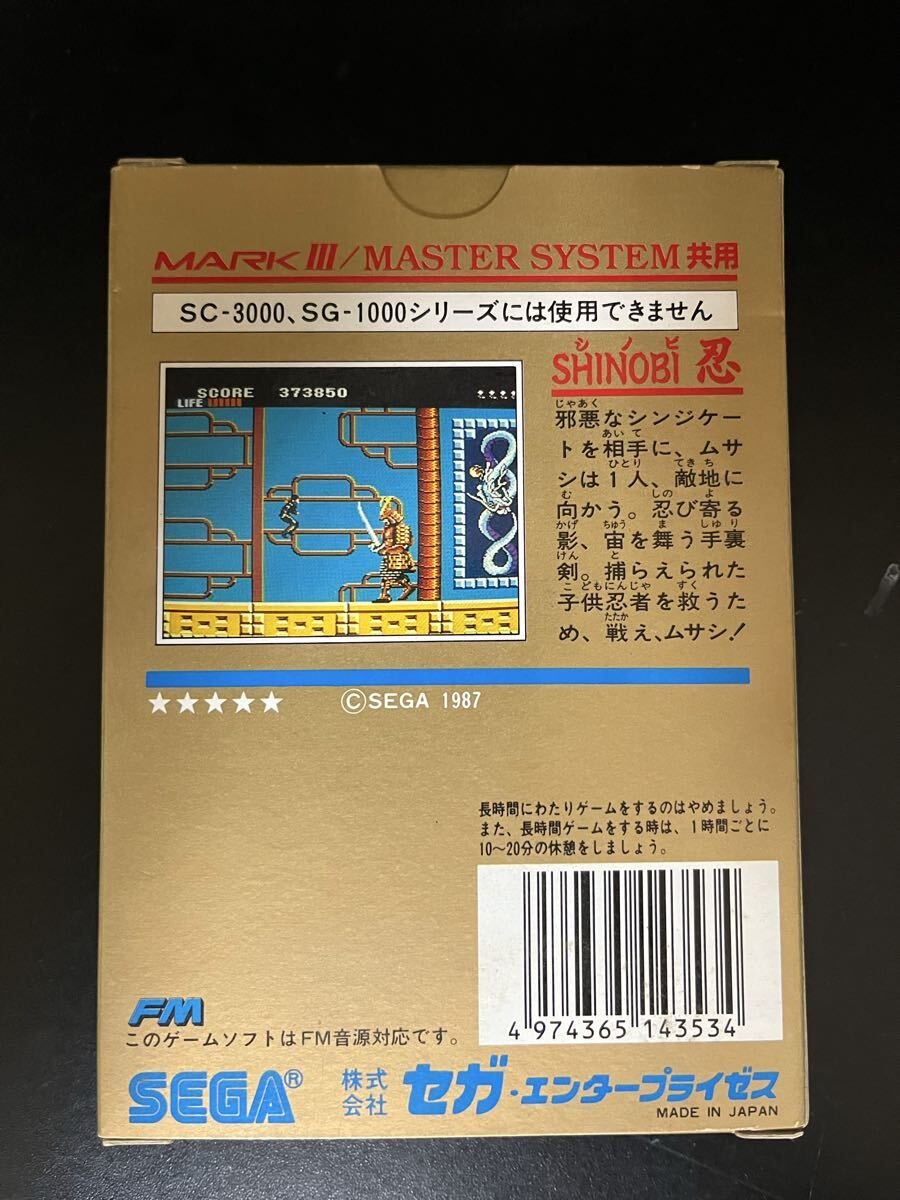 MARK III/MASTER SYSTEM 共用
SC-3000、SG-1000シリーズには使用できません
SCORE 373850
LIFE
シノビ
SHINOBI 忍
じゃあく
邪悪なシンジケー
あいて
トを相手に、ムサ
ひとり てきち
シは1人、敵地に
む しの よ
向かう。忍び寄る
かげ ちゅう ま しゅり
影、宙を舞う手裏
けん と
剣。捕らえられた
こどもにんじゃ すく
子供忍者を救うた
たたか
め、戦え、ムサシ!
★★★★★ ©SEGA 1987
長時間にわたりゲームをするのはやめましょう。
また、長時間ゲームをする時は、1時間ごとに
10〜20分の休憩をしましょう。
4 974365 143534
FM
このゲームソフトはFM音源対応です。
SEGA® 株式会社 セガ・エンタープライゼス
MADE IN JAPAN